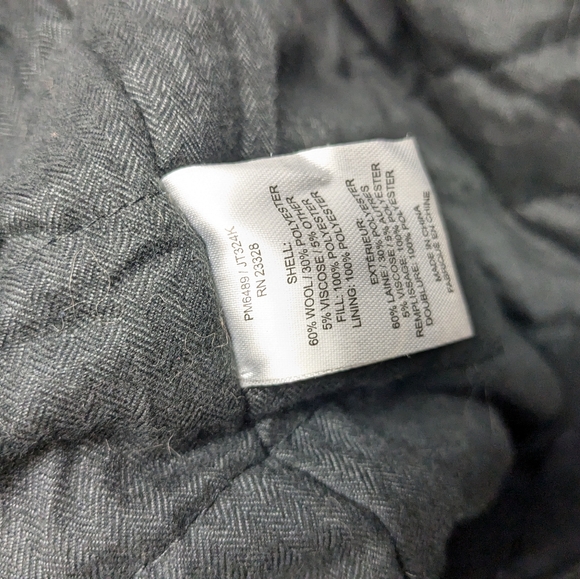 PM6489 / JT324K
RN 23328
SHELL:
60% WOOL / 30% POLYESTER
5% VISCOSE / 5% OTHER
FILL: 100% POLYESTER
LINING: 100% POLYESTER
EXTÉRIEUR:
60% LAINE / 30% POLYESTER
5% VISCOSE / 5% AUTRES
REMPLISSAGE: 100% POLYESTER
DOUBLURE: 100% POLYESTER
MADE IN CHINA
FABRIQUÉ EN CHINE